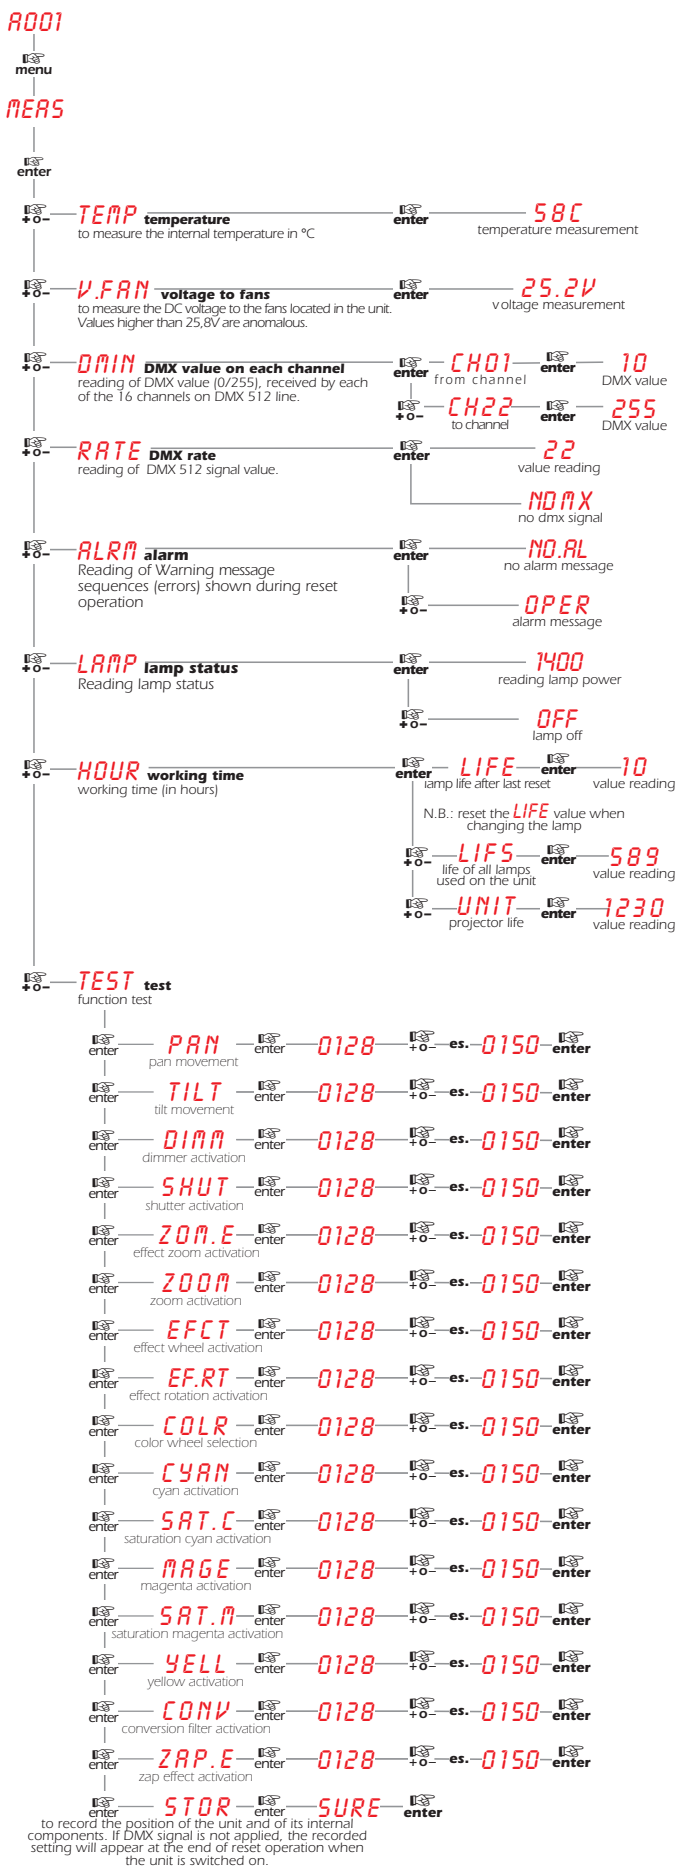 A001
menu
MEAS
enter
+ o – TEMP temperature enter 58C
to measure the internal temperature in °C temperature measurement
+ o – V.FAN voltage to fans enter 25.2V
to measure the DC voltage to the fans located in the unit. voltage measurement
Values higher than 25,8V are anomalous.
+ o – DMIN DMX value on each channel enter CH01 enter 10
reading of DMX value (0/255), received by each from channel DMX value
of the 16 channels on DMX 512 line. + o – CH22 enter 255
to channel DMX value
+ o – RATE DMX rate enter 22
reading of DMX 512 signal value. value reading
NDMX
no dmx signal
+ o – ALRM alarm enter NO.AL
Reading of Warning message no alarm message
sequences (errors) shown during reset
operation + o – OPER
alarm message
+ o – LAMP lamp status enter 1400
Reading lamp status reading lamp power
+ o – OFF
lamp off
+ o – HOUR working time enter LIFE enter 10
working time (in hours) lamp life after last reset value reading
N.B.: reset the LIFE value when
changing the lamp
+ o – LIFS enter 589
life of all lamps value reading
used on the unit
+ o – UNIT enter 1230
projector life value reading
+ o – TEST test
function test
enter PAN enter 0128 + o – es. 0150 enter
pan movement
enter TILT enter 0128 + o – es. 0150 enter
tilt movement
enter DIMM enter 0128 + o – es. 0150 enter
dimmer activation
enter SHUT enter 0128 + o – es. 0150 enter
shutter activation
enter ZOM.E enter 0128 + o – es. 0150 enter
effect zoom activation
enter ZOOM enter 0128 + o – es. 0150 enter
zoom activation
enter EFCT enter 0128 + o – es. 0150 enter
effect wheel activation
enter EF.RT enter 0128 + o – es. 0150 enter
effect rotation activation
enter COLR enter 0128 + o – es. 0150 enter
color wheel selection
enter CYAN enter 0128 + o – es. 0150 enter
cyan activation
enter SAT.C enter 0128 + o – es. 0150 enter
saturation cyan activation
enter MAGE enter 0128 + o – es. 0150 enter
magenta activation
enter SAT.M enter 0128 + o – es. 0150 enter
saturation magenta activation
enter YELL enter 0128 + o – es. 0150 enter
yellow activation
enter CONV enter 0128 + o – es. 0150 enter
conversion filter activation
enter ZAP.E enter 0128 + o – es. 0150 enter
zap effect activation
enter STOR enter SURE enter
to record the position of the unit and of its internal
components. If DMX signal is not applied, the recorded
setting will appear at the end of reset operation when
the unit is switched on.